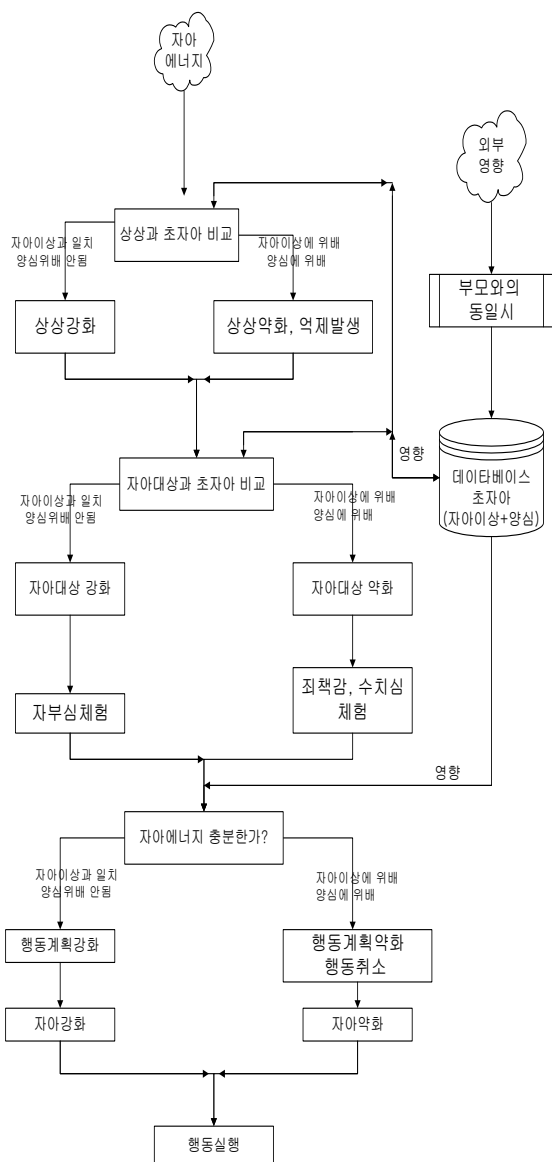 자아
에너지
외부
영향
상상과 초자아 비교
자아이상과 일치
양심위배 안됨
자아이상에 위배
양심에 위배
부모와의
동일시
상상강화
상상약화, 억제발생
영향
데이타베이스
초자아
(자아이상+양심)
자아대상과 초자아 비교
자아이상과 일치
양심위배 안됨
자아이상에 위배
양심에 위배
자아대상 강화
자아대상 약화
자부심체험
죄책감, 수치심
체험
영향
자아에너지 충분한가?
자아이상과 일치
양심위배 안됨
자아이상에 위배
양심에 위배
행동계획강화
행동계획약화
행동취소
자아강화
자아약화
행동실행